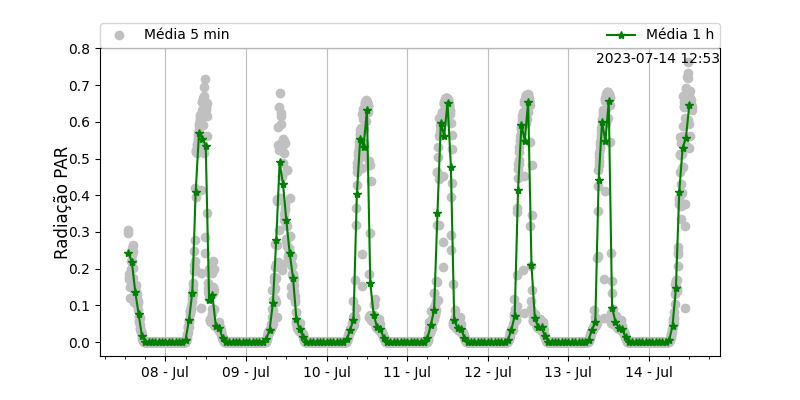 Média 5 min
Média 1 h
2023-07-14 12:53
Radiação PAR
0.8
0.7
0.6
0.5
0.4
0.3
0.2
0.1
0.0
08 - Jul
09 - Jul
10 - Jul
11 - Jul
12 - Jul
13 - Jul
14 - Jul